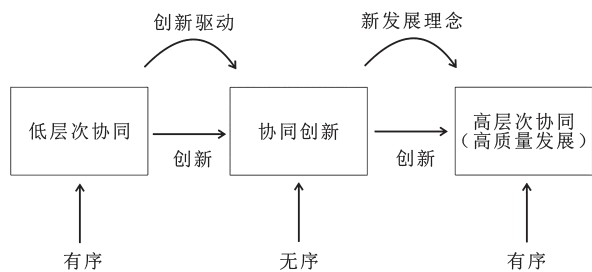 创新驱动
新发展理念
低层次协同
协同创新
高层次协同
（高质量发展）
创新
创新
有序
无序
有序